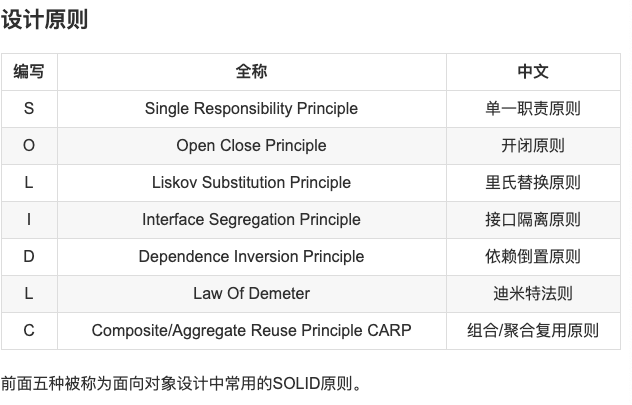 设计原则
编写 全称 中文
S Single Responsibility Principle 单一职责原则
O Open Close Principle 开闭原则
L Liskov Substitution Principle 里氏替换原则
I Interface Segregation Principle 接口隔离原则
D Dependence Inversion Principle 依赖倒置原则
L Law Of Demeter 迪米特法则
C Composite/Aggregate Reuse Principle CARP 组合/聚合复用原则
前面五种被称为面向对象设计中常用的SOLID原则。